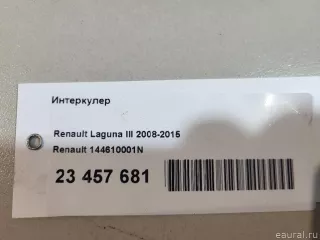 Интеркулер
Renault Laguna III 2008-2015
Renault 144610001N
23 457 681
eaural.ru